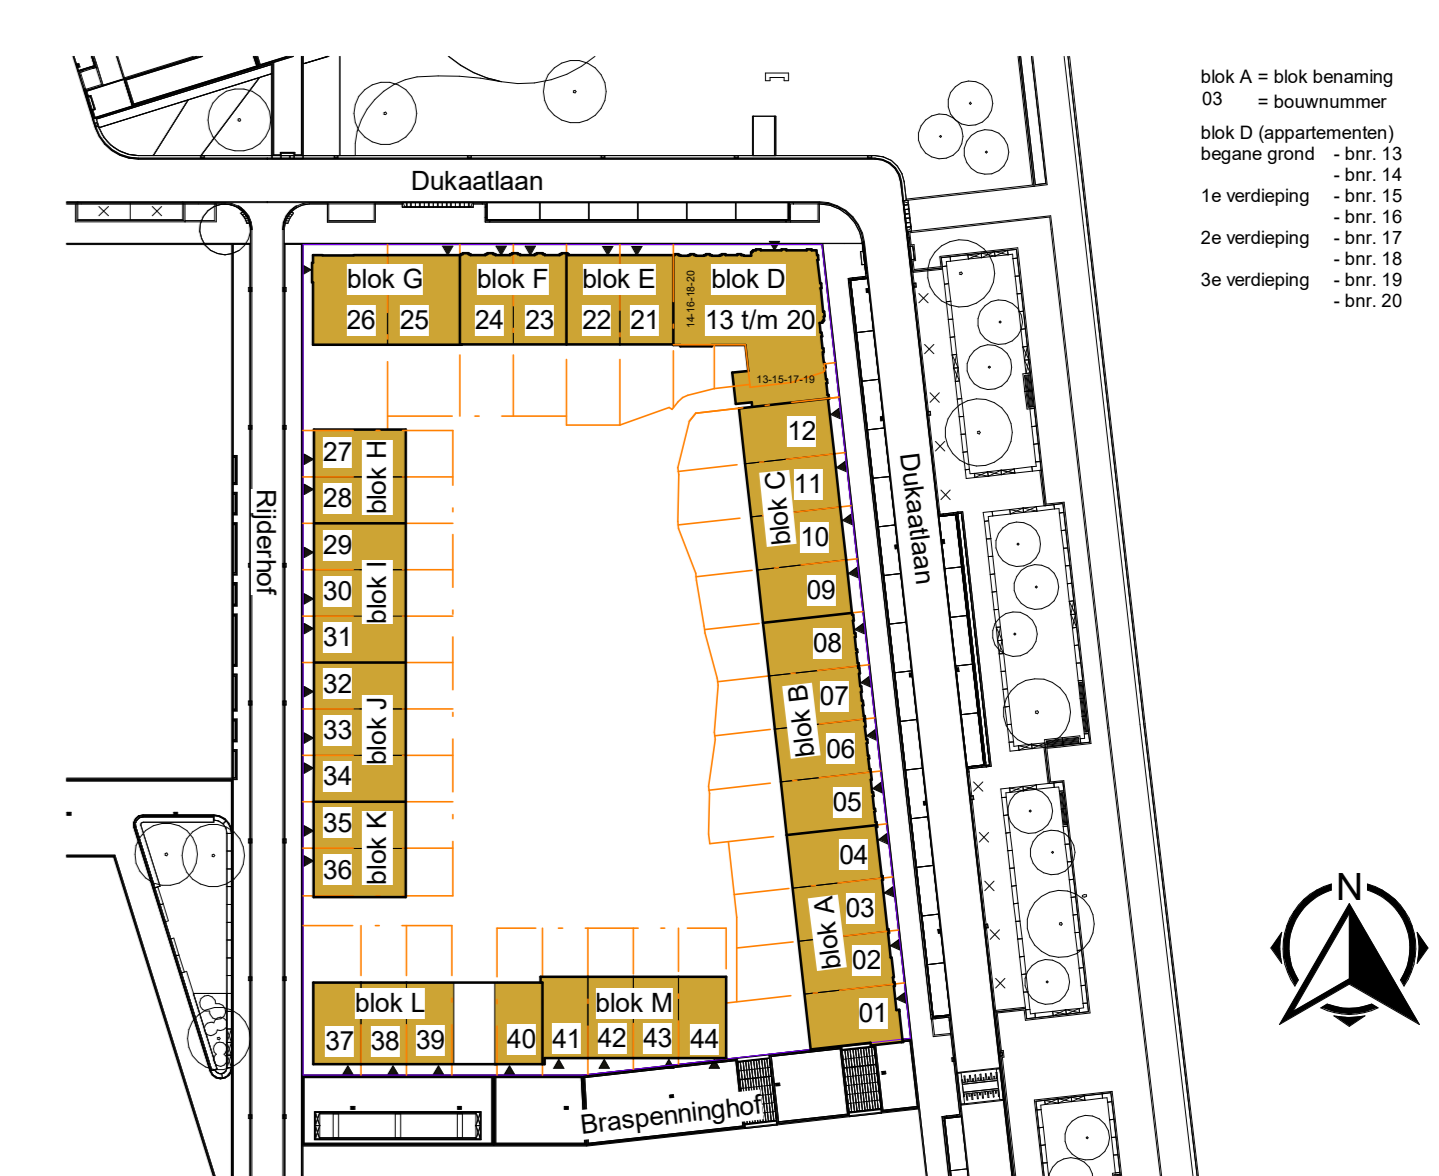 blok A = blok benaming
03 = bouwnummer
blok D (appartementen)
begane grond - bnr. 13
- bnr. 14
1e verdieping - bnr. 15
- bnr. 16
2e verdieping - bnr. 17
- bnr. 18
3e verdieping - bnr. 19
- bnr. 20
Dukaatlaan
blok G
blok F
blok E
blok D
26
25
24
23
22
21
14-16-18-20
13 t/m 20
13-15-17-19
12
11
blok C
10
09
08
07
blok B
06
05
04
03
blok A
02
01
Dukaatlaan
Rijderhof
27
blok H
28
29
30
blok I
31
32
33
blok J
34
35
blok K
36
blok L
blok M
37
38
39
40
41
42
43
44
Braspenninghof
N